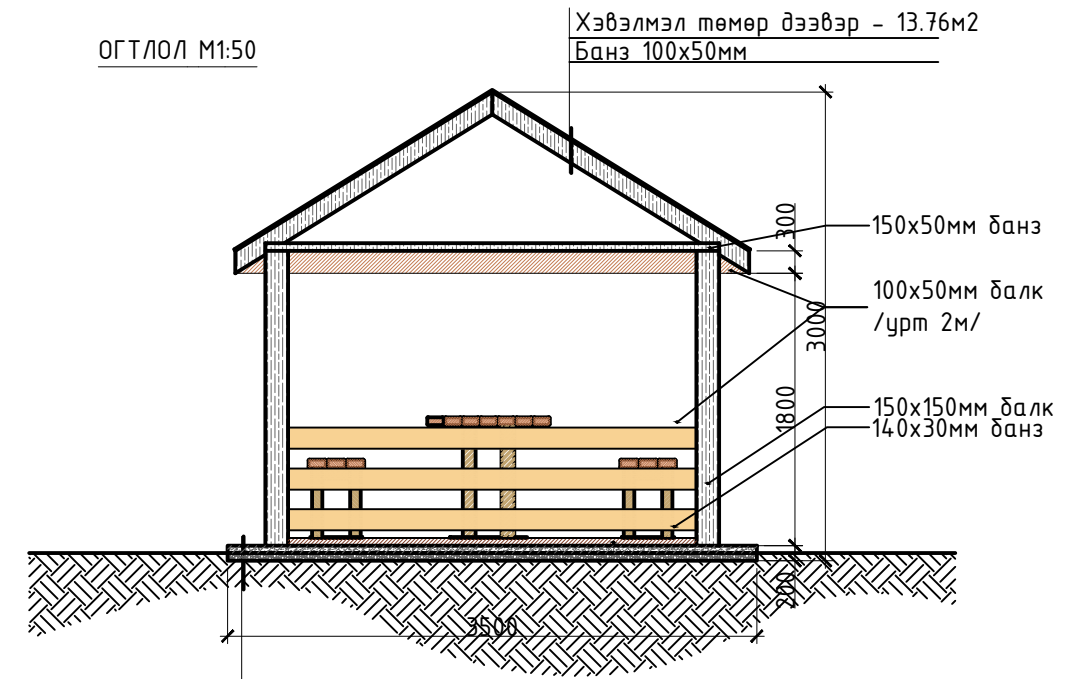 Хэвэлмэл төмөр дээвэр - 13.76м2
ОГТЛОЛ М1:50
Банз 100х50мм
300
150х50мм банз
100х50мм балк
/урт 2м/
3000
1800
150х150мм балк
140х30мм банз
200
3500